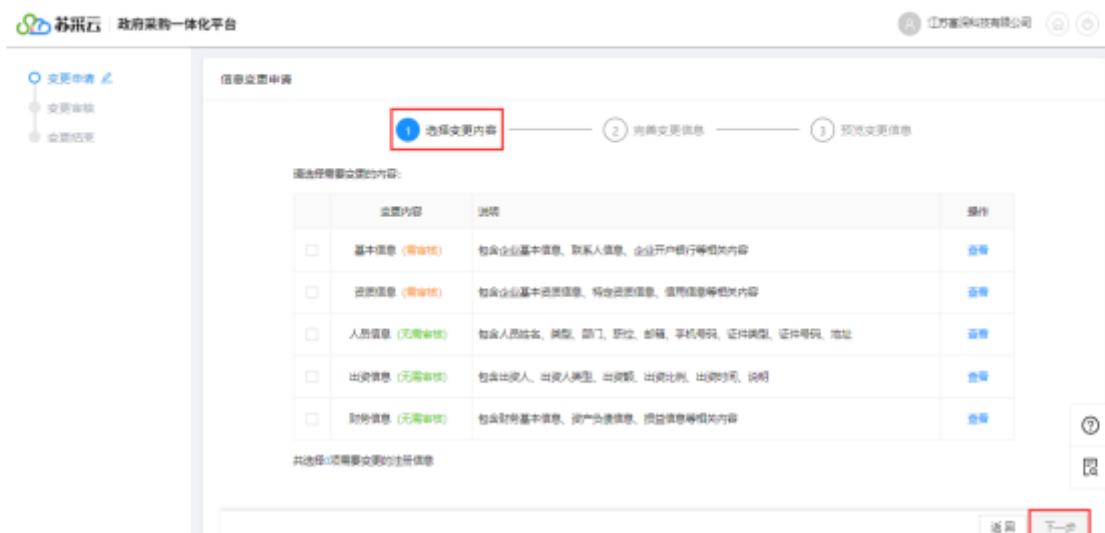 苏采云 政府采购一体化平台
变更申请
变更审核
变更结束
信息变更申请
1 选择变更内容 2 完善变更信息 3 预览变更信息
请选择需要变更的内容:
变更内容 说明 操作
基本信息 (需审核) 包含企业基本信息、联系人信息、企业开户银行等相关内容 查看
资质信息 (需审核) 包含企业基本资质信息、特定资质信息、信用信息等相关内容 查看
人员信息 (无需审核) 包含人员姓名、类型、部门、职位、邮箱、手机号码、证件类型、证件号码、地址 查看
出资信息 (无需审核) 包含出资人、出资人类型、出资额、出资比例、出资时间、说明 查看
财务信息 (无需审核) 包含财务基本信息、资产负债信息、损益信息等相关内容 查看
共选择0项需要变更的注册信息
返回 下一步